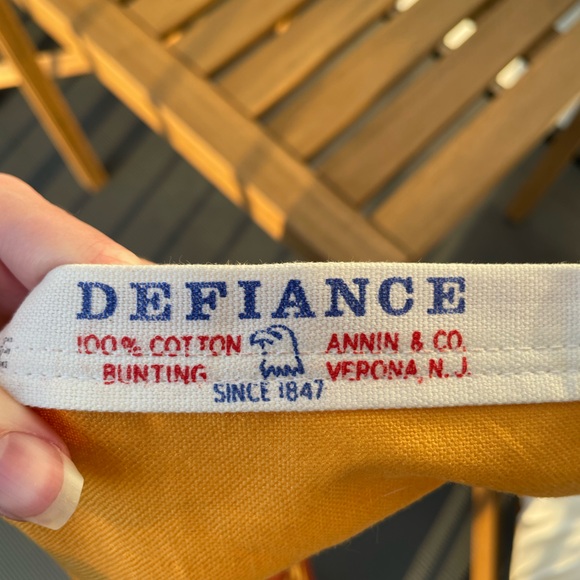 DEFIANCE
100% COTTON
BUNTING
ANNIN & CO.
VERONA, N.J.
SINCE 1847